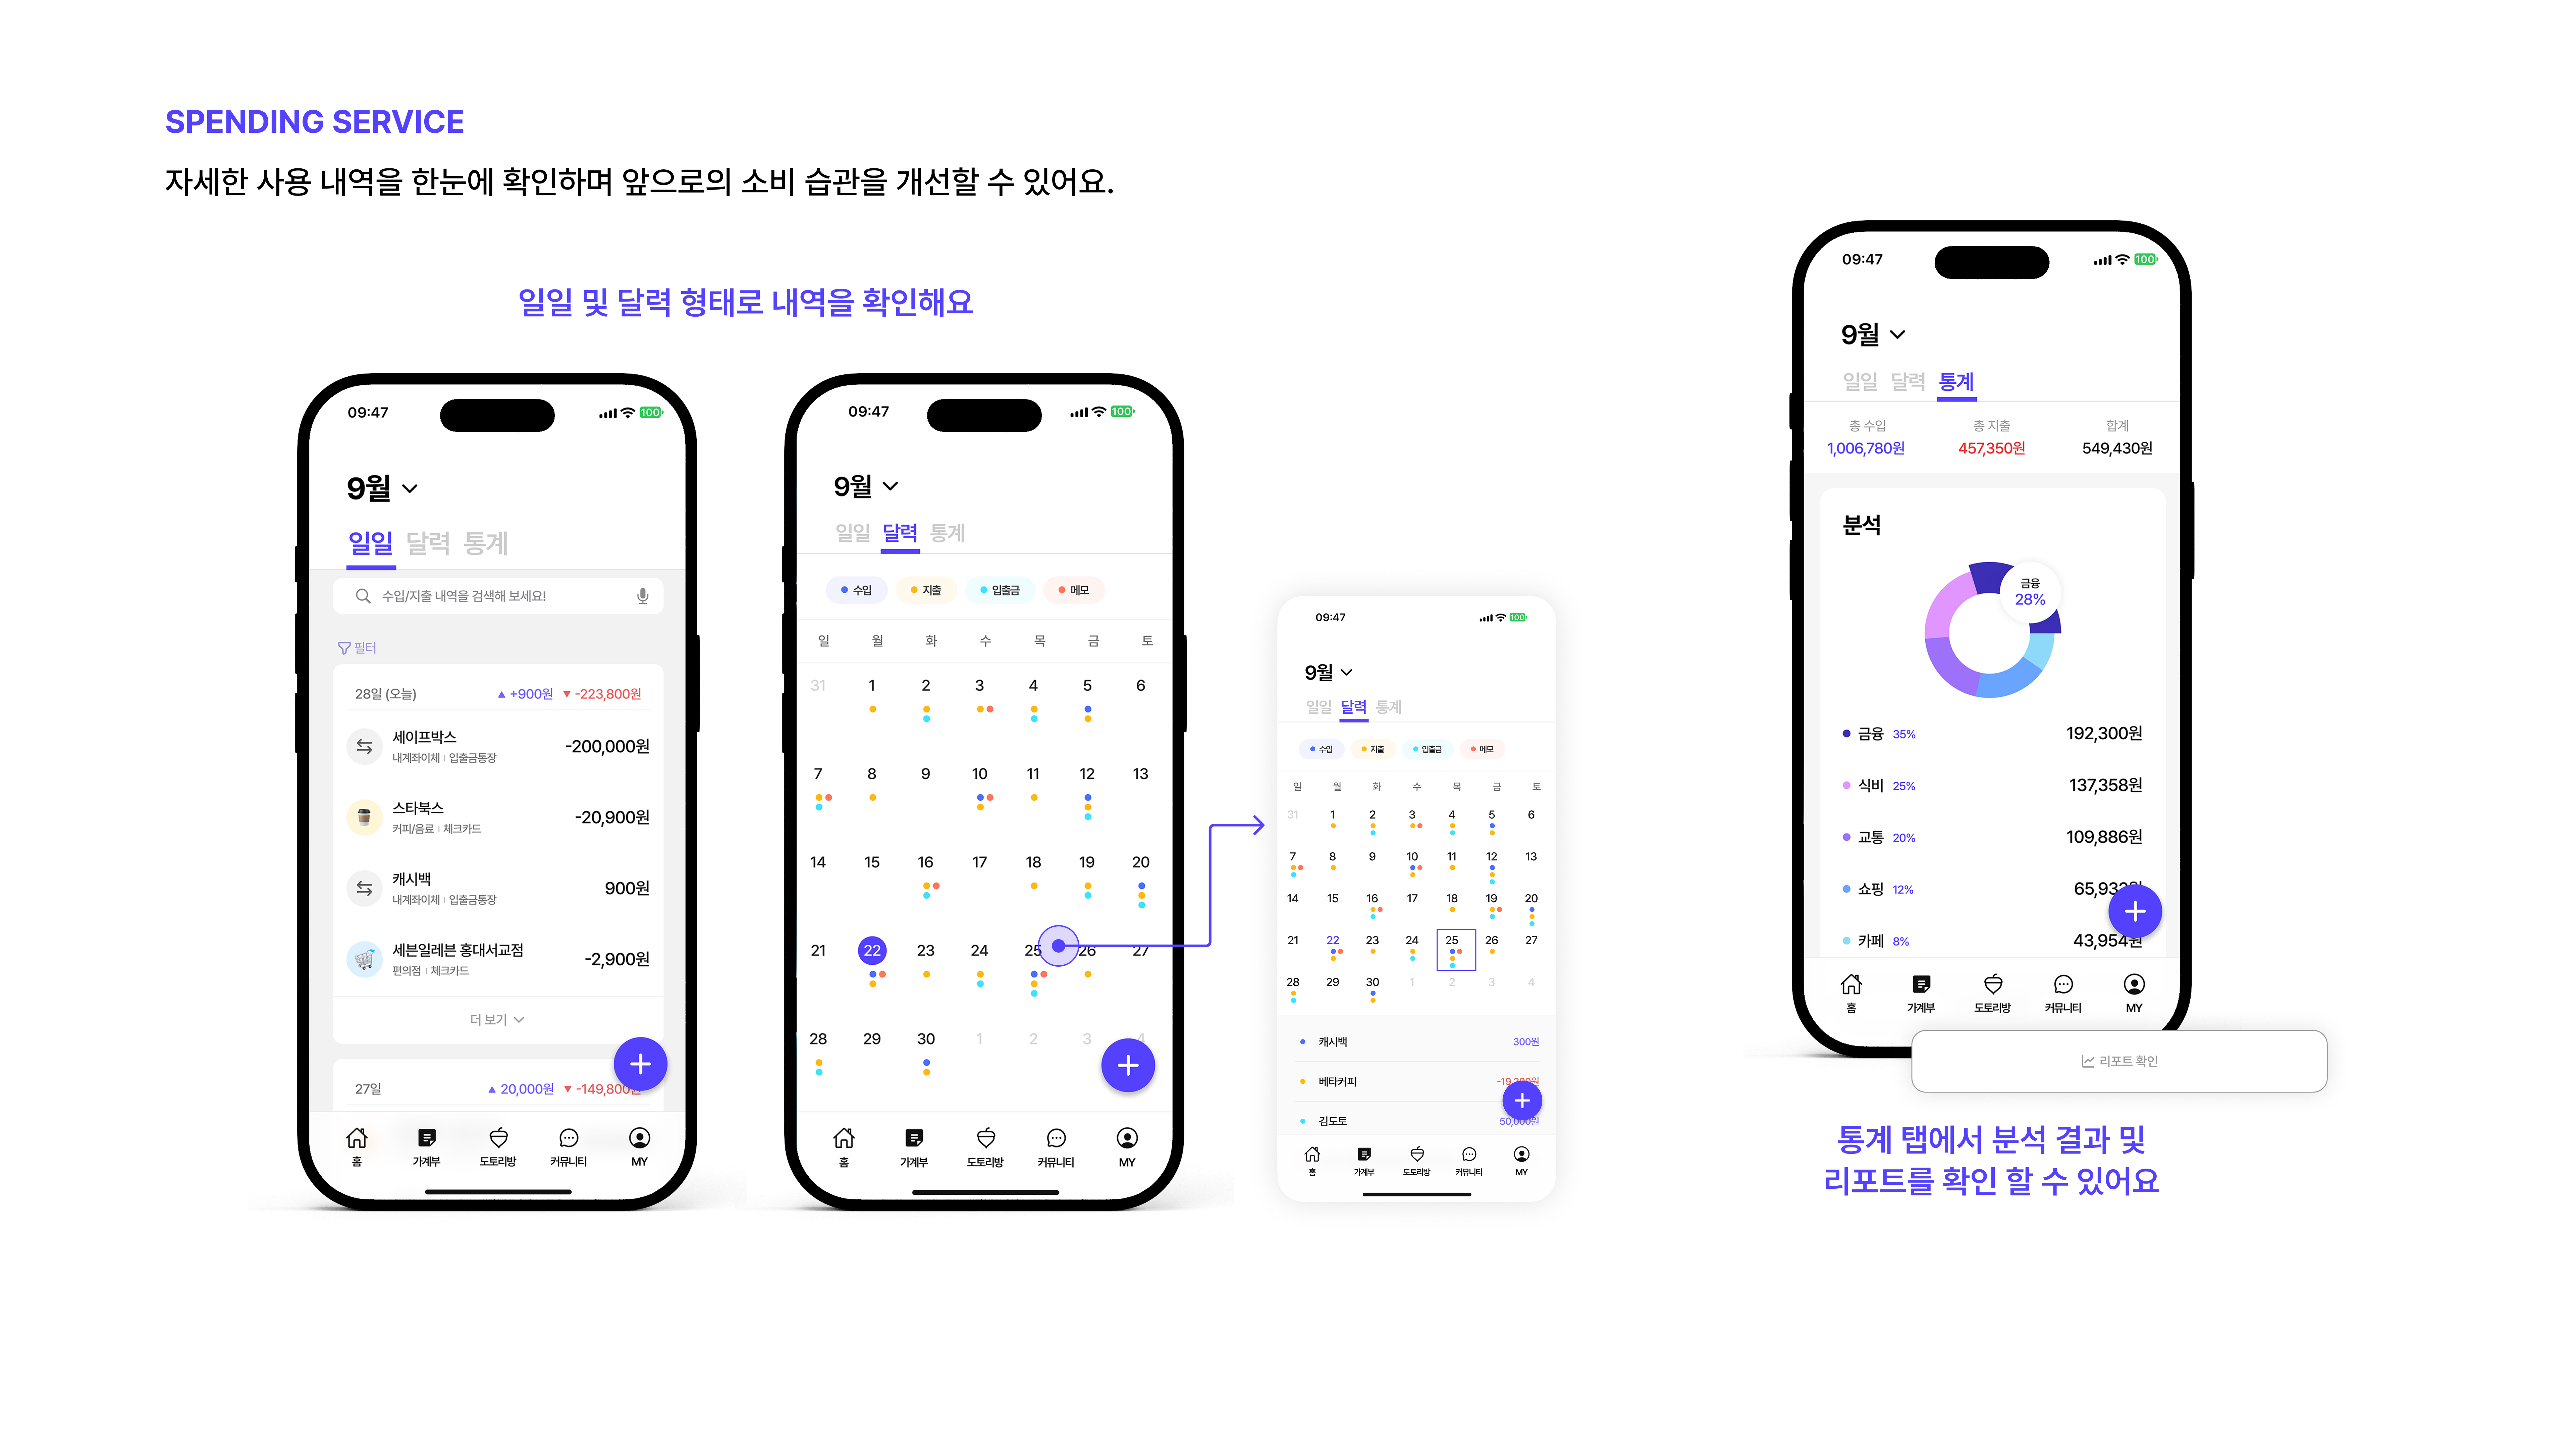 SPENDING SERVICE
자세한 사용 내역을 한눈에 확인하며 앞으로의 소비 습관을 개선할 수 있어요.
일일 및 달력 형태로 내역을 확인해요
09:47
100
9월
일일 달력 통계
수입/지출 내역을 검색해 보세요!
필터
28일 (오늘) ▲ +900원 ▼ -223,800원
세이프박스
내계좌이체 | 입출금통장
-200,000원
스타북스
커피/음료 | 체크카드
-20,900원
캐시백
내계좌이체 | 입출금통장
900원
세븐일레븐 홍대서교점
편의점 | 체크카드
-2,900원
더 보기
27일 ▲ 20,000원 ▼ -149,800원
홈 가계부 도토리방 커뮤니티 MY
09:47
100
9월
일일 달력 통계
수입 지출 입출금 메모
일 월 화 수 목 금 토
31 1 2 3 4 5 6
7 8 9 10 11 12 13
14 15 16 17 18 19 20
21 22 23 24 25 26 27
28 29 30 1 2 3 4
홈 가계부 도토리방 커뮤니티 MY
09:47
100
9월
일일 달력 통계
수입 지출 입출금 메모
일 월 화 수 목 금 토
31 1 2 3 4 5 6
7 8 9 10 11 12 13
14 15 16 17 18 19 20
21 22 23 24 25 26 27
28 29 30 1 2 3 4
캐시백 300원
베타커피
김도토 50,000원
홈 가계부 도토리방 커뮤니티 MY
09:47
100
9월
일일 달력 통계
총 수입 총 지출 합계
1,006,780원 457,350원 549,430원
분석
금융
28%
금융 35% 192,300원
식비 25% 137,358원
교통 20% 109,886원
쇼핑 12%
카페 8% 43,954원
홈 가계부 도토리방 커뮤니티 MY
리포트 확인
통계 탭에서 분석 결과 및
리포트를 확인 할 수 있어요